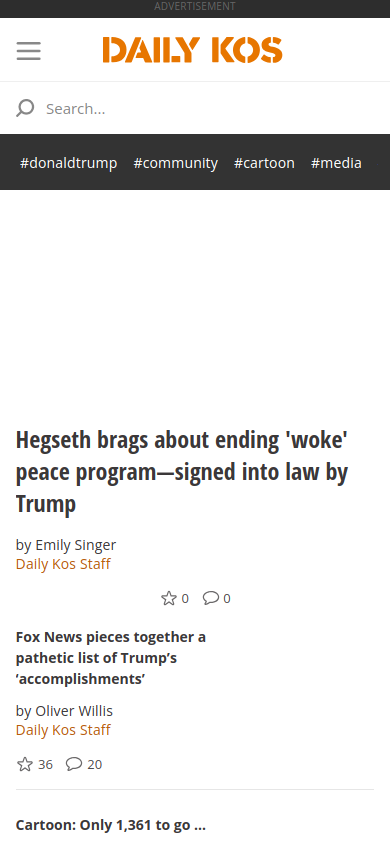 ADVERTISEMENT
DAILY KOS
Search...
#donaldtrump #community #cartoon #media
Hegseth brags about ending 'woke'
peace program—signed into law by
Trump
by Emily Singer
Daily Kos Staff
0 0
Fox News pieces together a
pathetic list of Trump’s
‘accomplishments’
by Oliver Willis
Daily Kos Staff
36 20
Cartoon: Only 1,361 to go ...